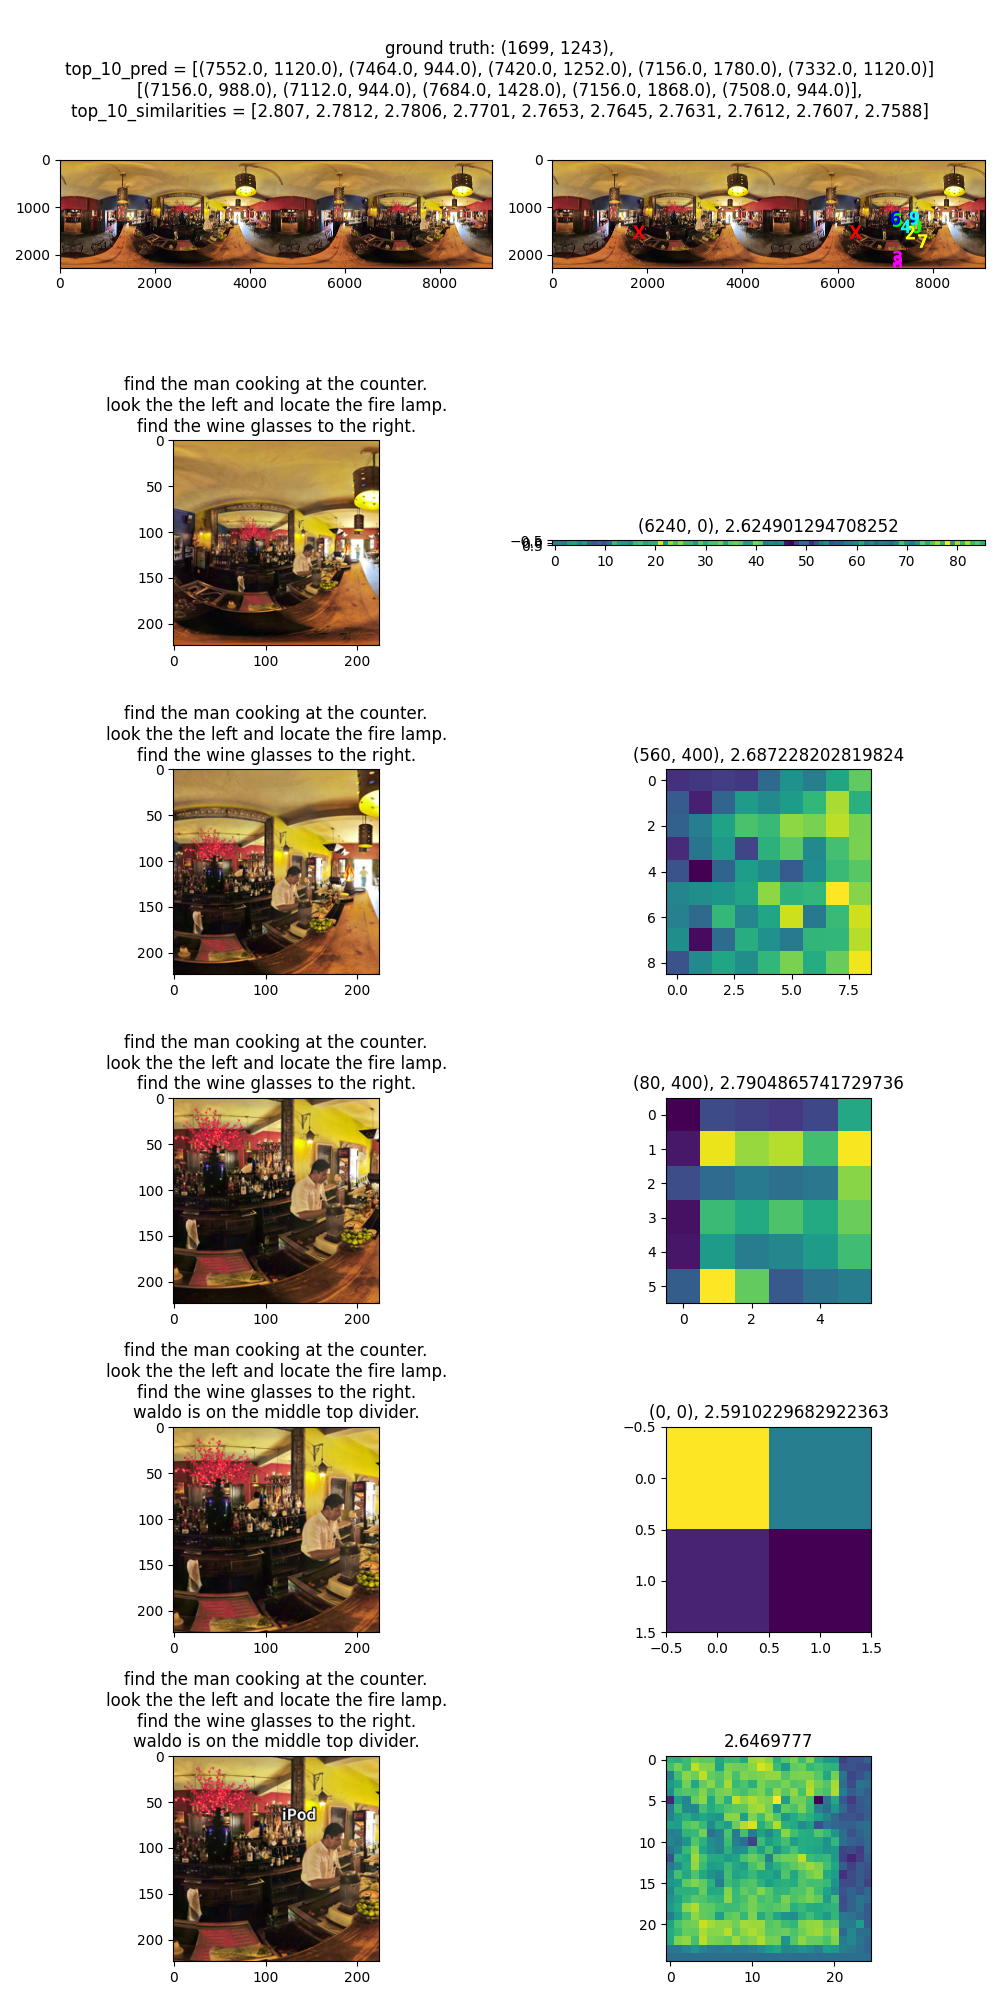 ground truth: (1699, 1243),
top_10_pred = [(7552.0, 1120.0), (7464.0, 944.0), (7420.0, 1252.0), (7156.0, 1780.0), (7332.0, 1120.0)]
[(7156.0, 988.0), (7112.0, 944.0), (7684.0, 1428.0), (7156.0, 1868.0), (7508.0, 944.0)],
top_10_similarities = [2.807, 2.7812, 2.7806, 2.7701, 2.7653, 2.7645, 2.7631, 2.7612, 2.7607, 2.7588]
0
1000
2000
0 2000 4000 6000 8000
0
1000
2000
X X 6 9
4
2 7
3
0 2000 4000 6000 8000
find the man cooking at the counter.
look the the left and locate the fire lamp.
find the wine glasses to the right.
0
50
100
150
200
0 100 200
(6240, 0), 2.624901294708252
0 10 20 30 40 50 60 70 80
find the man cooking at the counter.
look the the left and locate the fire lamp.
find the wine glasses to the right.
0
50
100
150
200
0 100 200
(560, 400), 2.687228202819824
0
2
4
6
8
0.0 2.5 5.0 7.5
find the man cooking at the counter.
look the the left and locate the fire lamp.
find the wine glasses to the right.
0
50
100
150
200
0 100 200
(80, 400), 2.7904865741729736
0
1
2
3
4
5
0 2 4
find the man cooking at the counter.
look the the left and locate the fire lamp.
find the wine glasses to the right.
waldo is on the middle top divider.
0
50
100
150
200
0 100 200
(0, 0), 2.5910229682922363
−0.5
0.0
0.5
1.0
1.5
−0.5 0.0 0.5 1.0 1.5
find the man cooking at the counter.
look the the left and locate the fire lamp.
find the wine glasses to the right.
waldo is on the middle top divider.
0
50
100
150
200
iPod
0 100 200
2.6469777
0
5
10
15
20
0 10 20